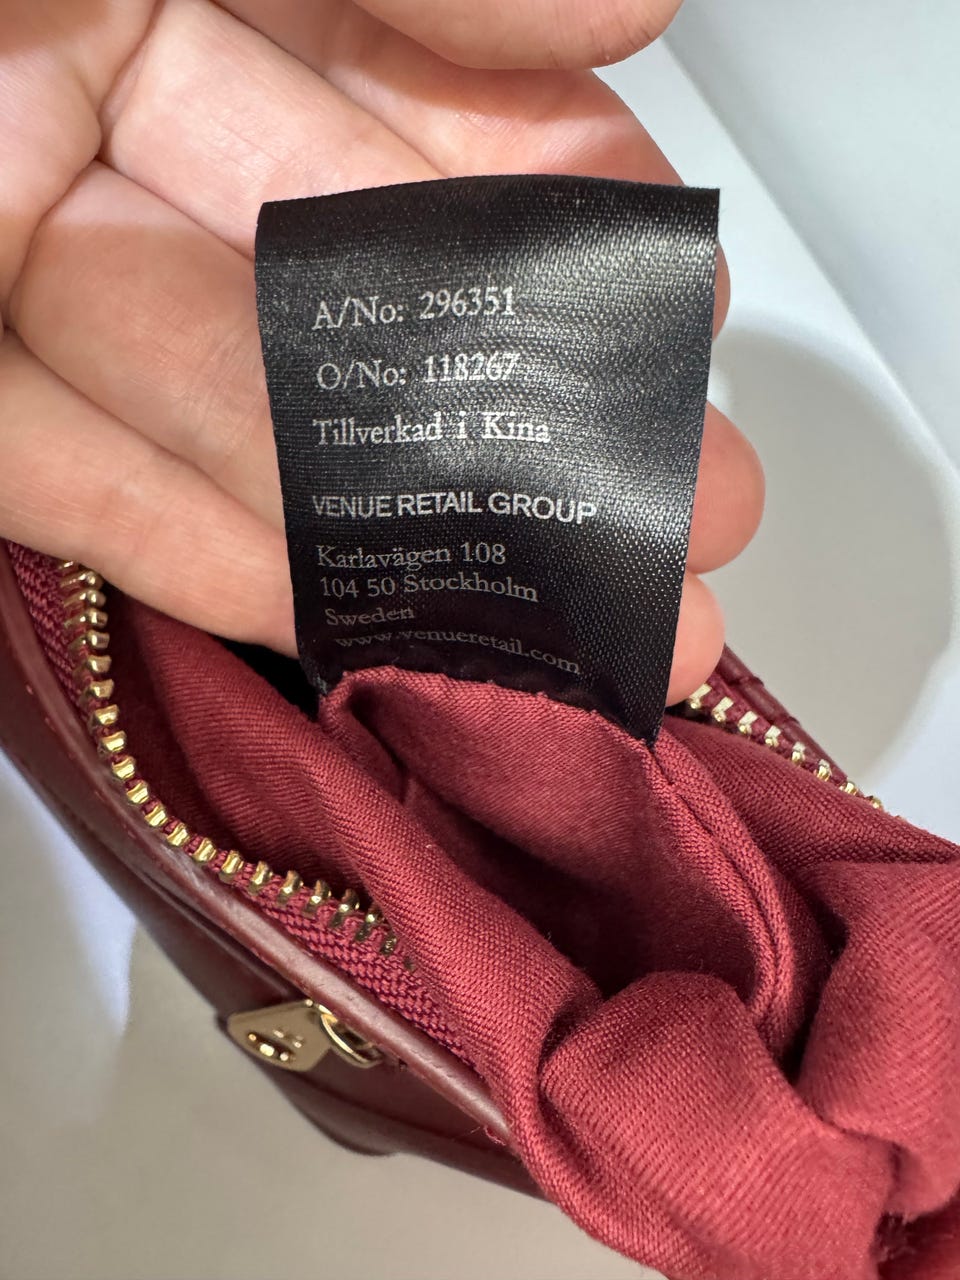 A/No: 296351
O/No: 118267
Tillverkad i Kina
VENUE RETAIL GROUP
Karlavägen 108
104 50 Stockholm
Sweden
www.venueretail.com